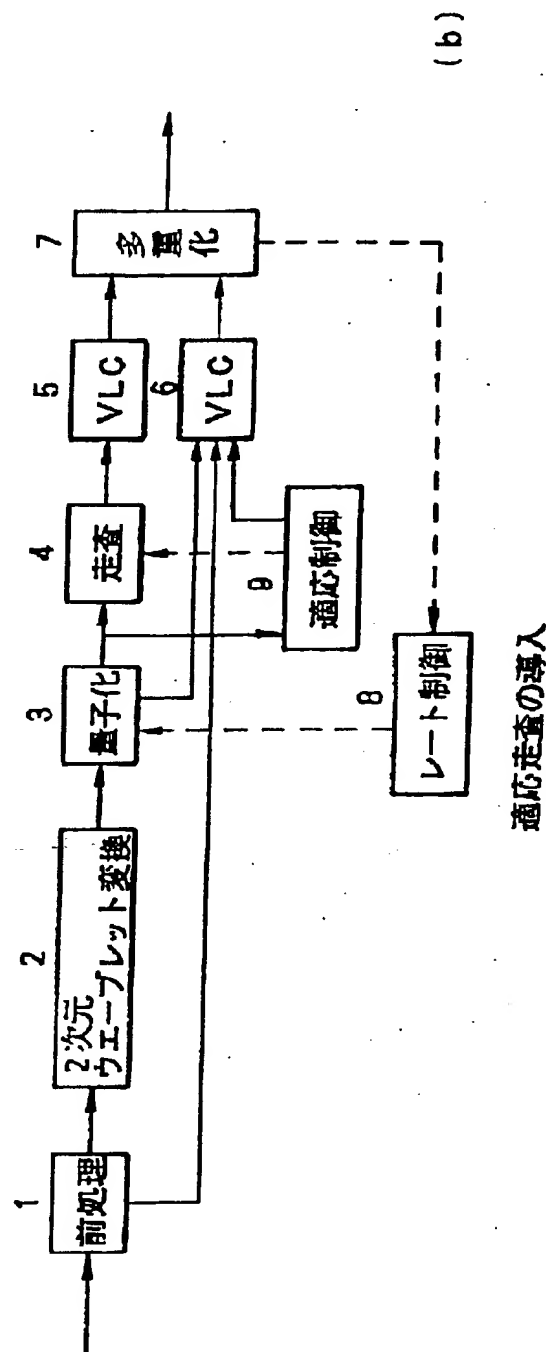 1
前処理
2
2次元
ウエーブレット変換
3
量子化
4
走査
5
VLC
6
VLC
7
多重化
8
レート制御
9
適応制御
適応走査の導入
(b)